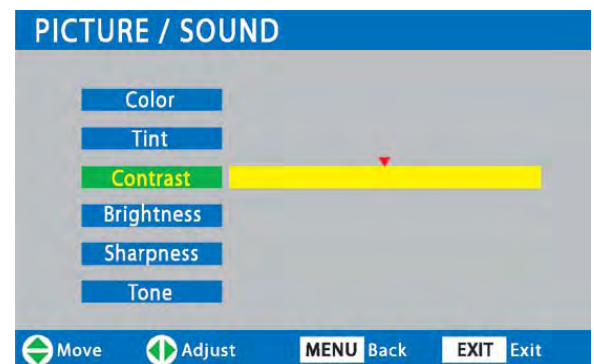 PICTURE / SOUND
Color
Tint
Contrast
Brightness
Sharpness
Tone
Move Adjust MENU Back EXIT Exit